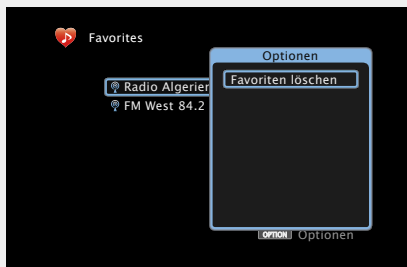 Favorites
Optionen
Favoriten löschen
Radio Algerier
FM West 84.2
OPTION Optionen